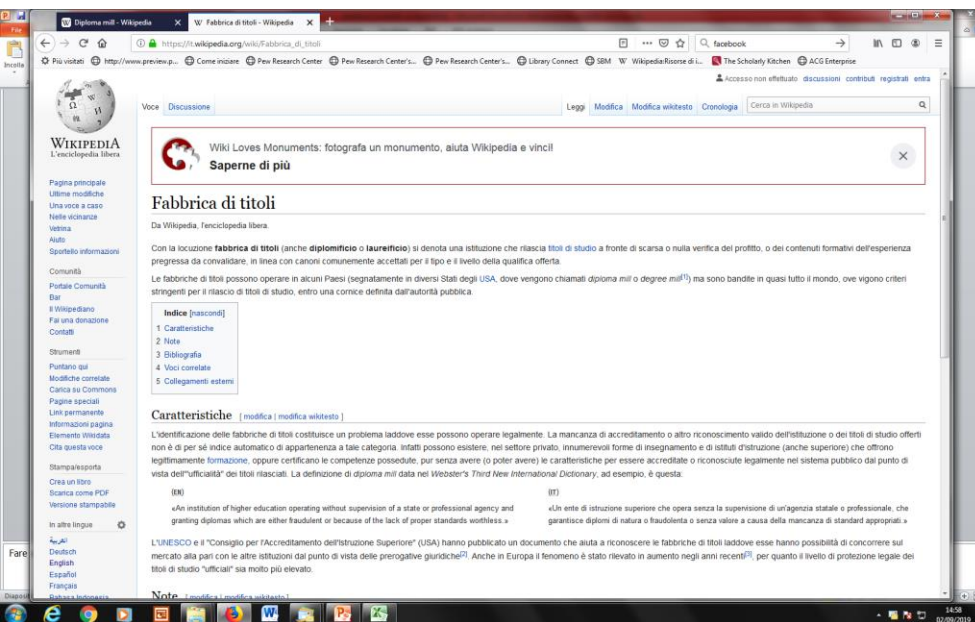 File
Incolla
Fare
Diaposit
Diploma mill - Wikipedia X
W Fabbrica di titoli - Wikipedia X +
https://it.wikipedia.org/wiki/Fabbrica_di_titoli
facebook
Più visitati http://www.preview.p... Come iniziare Pew Research Center Pew Research Center's... Pew Research Center's... Library Connect SBM W Wikipedia:Risorse di i... The Scholarly Kitchen ACG Enterprise
Accesso non effettuato discussioni contributi registrati entra
Voce Discussione Leggi Modifica Modifica wikitesto Cronologia Cerca in Wikipedia
WIKIPEDIA
L'enciclopedia libera
Pagina principale
Ultime modifiche
Una voce a caso
Nelle vicinanze
Vetrina
Aiuto
Sportello informazioni
Comunità
Portale Comunità
Bar
Il Wikipediano
Fai una donazione
Contatti
Strumenti
Puntano qui
Modifiche correlate
Carica su Commons
Pagine speciali
Link permanente
Informazioni pagina
Elemento Wikidata
Cita questa voce
Stampa/esporta
Crea un libro
Scarica come PDF
Versione stampabile
In altre lingue
العربية
Deutsch
English
Español
Français
Bahasa Indonesia
Wiki Loves Monuments: fotografa un monumento, aiuta Wikipedia e vinci!
Saperne di più
Fabbrica di titoli
Da Wikipedia, l'enciclopedia libera.
Con la locuzione fabbrica di titoli (anche diplomificio o laureificio) si denota una istituzione che rilascia titoli di studio a fronte di scarsa o nulla verifica del profitto, o dei contenuti formativi dell'esperienza
pregressa da convalidare, in linea con canoni comunemente accettati per il tipo e il livello della qualifica offerta.
Le fabbriche di titoli possono operare in alcuni Paesi (segnatamente in diversi Stati degli USA, dove vengono chiamati diploma mill o degree mill[1]) ma sono bandite in quasi tutto il mondo, ove vigono criteri
stringenti per il rilascio di titoli di studio, entro una cornice definita dall'autorità pubblica.
Indice [nascondi]
1 Caratteristiche
2 Note
3 Bibliografia
4 Voci correlate
5 Collegamenti esterni
Caratteristiche [ modifica | modifica wikitesto ]
L'identificazione delle fabbriche di titoli costituisce un problema laddove esse possono operare legalmente. La mancanza di accreditamento o altro riconoscimento valido dell'istituzione o dei titoli di studio offerti
non è di per sé indice automatico di appartenenza a tale categoria. Infatti possono esistere, nel settore privato, innumerevoli forme di insegnamento e di istituti d'istruzione (anche superiore) che offrono
legittimamente formazione, oppure certificano le competenze possedute, pur senza avere (o poter avere) le caratteristiche per essere accreditate o riconosciute legalmente nel sistema pubblico dal punto di
vista dell'"ufficialità" dei titoli rilasciati. La definizione di diploma mill data nel Webster's Third New International Dictionary, ad esempio, è questa:
(EN)
«An institution of higher education operating without supervision of a state or professional agency and
granting diplomas which are either fraudulent or because of the lack of proper standards worthless.»
(IT)
«Un ente di istruzione superiore che opera senza la supervisione di un'agenzia statale o professionale, che
garantisce diplomi di natura o fraudolenta o senza valore a causa della mancanza di standard appropriati.»
L'UNESCO e il "Consiglio per l'Accreditamento dell'Istruzione Superiore" (USA) hanno pubblicato un documento che aiuta a riconoscere le fabbriche di titoli laddove esse hanno possibilità di concorrere sul
mercato alla pari con le altre istituzioni dal punto di vista delle prerogative giuridiche[2]. Anche in Europa il fenomeno è stato rilevato in aumento negli anni recenti[3], per quanto il livello di protezione legale dei
titoli di studio "ufficiali" sia molto più elevato.
Note [ modifica | modifica wikitesto ]
14:58
02/09/2019